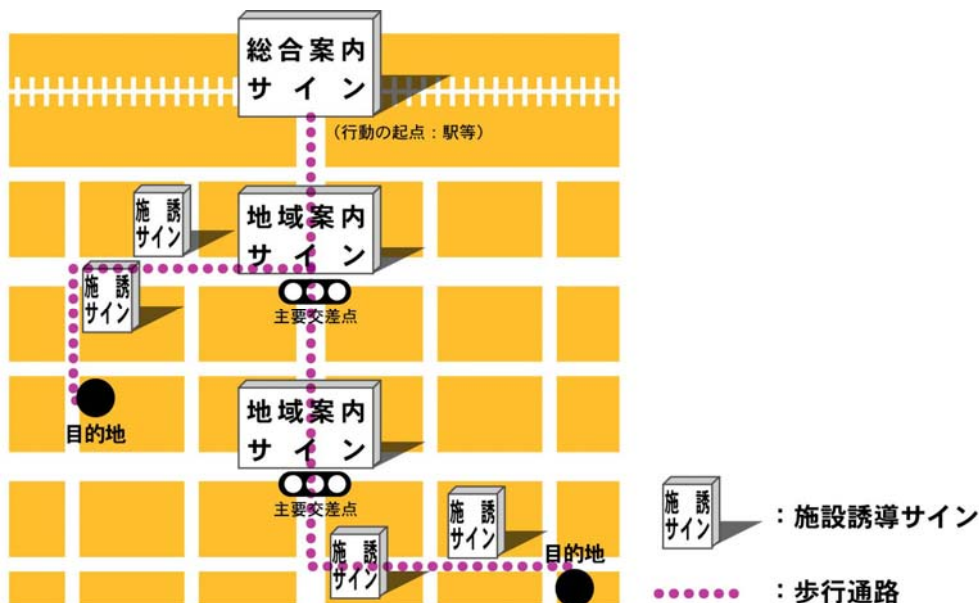 総合案内
サイン
（行動の起点：駅等）
施誘
サイン
地域案内
サイン
施誘
サイン
主要交差点
目的地
地域案内
サイン
主要交差点
施誘
サイン
施誘
サイン
目的地
施誘
サイン
：施設誘導サイン
：歩行通路